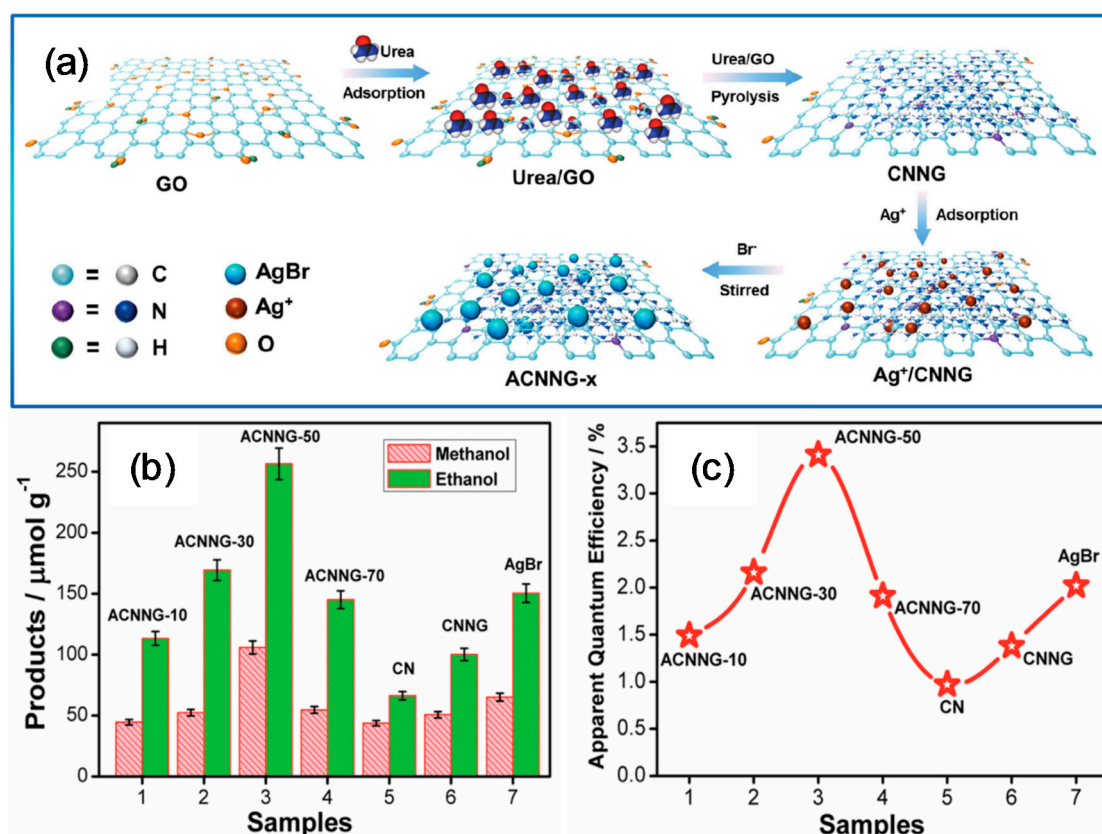 (a)
Urea
Adsorption
Urea/GO
Pyrolysis
GO
Urea/GO
CNNG
Ag⁺ Adsorption
Br⁻
Stirred
= C
AgBr
= N
Ag⁺
= H
O
ACNNG-x
Ag⁺/CNNG
(b)
Products / μmol g⁻¹
250
200
150
100
50
0
Methanol
Ethanol
ACNNG-10
ACNNG-30
ACNNG-50
ACNNG-70
CN
CNNG
AgBr
1 2 3 4 5 6 7
Samples
(c)
Apparent Quantum Efficiency / %
3.5
3.0
2.5
2.0
1.5
1.0
0.5
0.0
ACNNG-10
ACNNG-30
ACNNG-50
ACNNG-70
CN
CNNG
AgBr
1 2 3 4 5 6 7
Samples